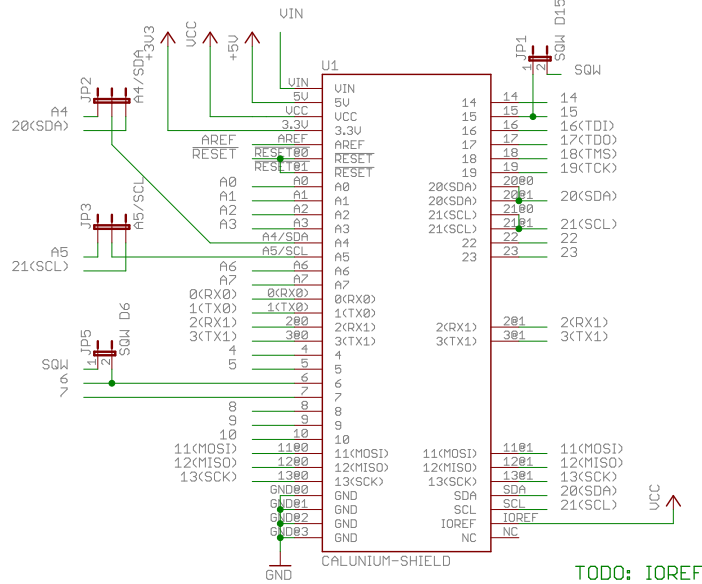 VIN
SQW D15
JP1
1
2
SQW
+3V3
VCC
+5V
JP2
A4/SDA
A4
20(SDA)
JP3
A5/SCL
A5
21(SCL)
JP5
SQW D6
1
2
SQW
6
7
U1
VIN VIN
5V 5V
VCC VCC
3.3V 3.3V
AREF AREF AREF
RESET RESET@0 RESET
RESET@1 RESET
A0 A0 A0
A1 A1 A1
A2 A2 A2
A3 A3 A3
A4/SDA A4
A5/SCL A5
A6 A6 A6
A7 A7 A7
0(RX0) 0(RX0) 0(RX0)
1(TX0) 1(TX0) 1(TX0)
2(RX1) 2@0 2(RX1)
3(TX1) 3@0 3(TX1)
4 4 4
5 5 5
6 6
7 7
8 8 8
9 9 9
10 10 10
11(MOSI) 11@0 11(MOSI)
12(MISO) 12@0 12(MISO)
13(SCK) 13@0 13(SCK)
GND@0 GND
GND@1 GND
GND@2 GND
GND@3 GND
GND
14 14 14
15 15 15
16 16 16(TDI)
17 17 17(TDO)
18 18 18(TMS)
19 19 19(TCK)
20(SDA) 20@0
20(SDA) 20@1 20(SDA)
21(SCL) 21@0
21(SCL) 21@1 21(SCL)
22 22 22
23 23 23
2(RX1) 2@1 2(RX1)
3(TX1) 3@1 3(TX1)
11(MOSI) 11@1 11(MOSI)
12(MISO) 12@1 12(MISO)
13(SCK) 13@1 13(SCK)
SDA SDA 20(SDA)
SCL SCL 21(SCL)
IOREF IOREF
NC NC
VCC
CALUNIUM-SHIELD
TODO: IOREF